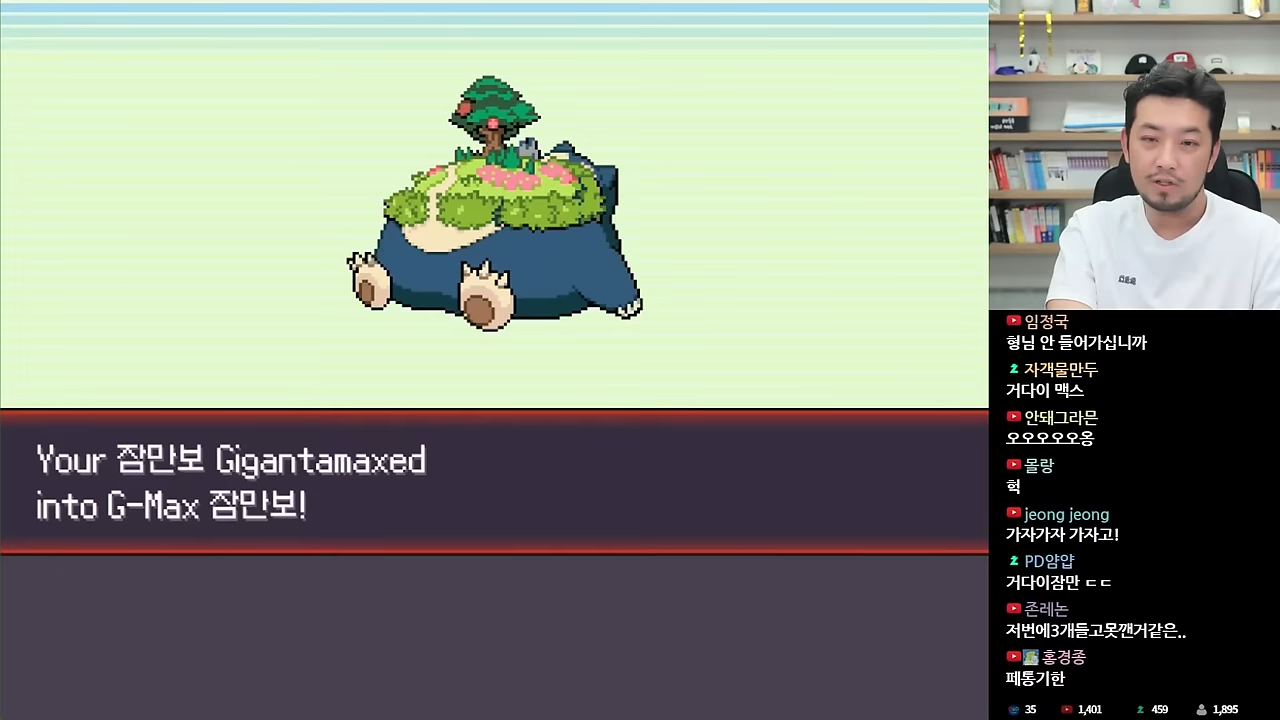 Your 잠만보 Gigantamaxed
into G-Max 잠만보!
임정국
형님 안 들어가십니까
자객물만두
거다이 맥스
안돼그라믄
오오오오오옹
몰랑
헉
jeong jeong
가자가자 가자고!
PD얌얍
거다이잠만 ㄷㄷ
존레논
저번에3개들고못깬거같은..
홍경종
페통기한
35 1,401 459 1,895